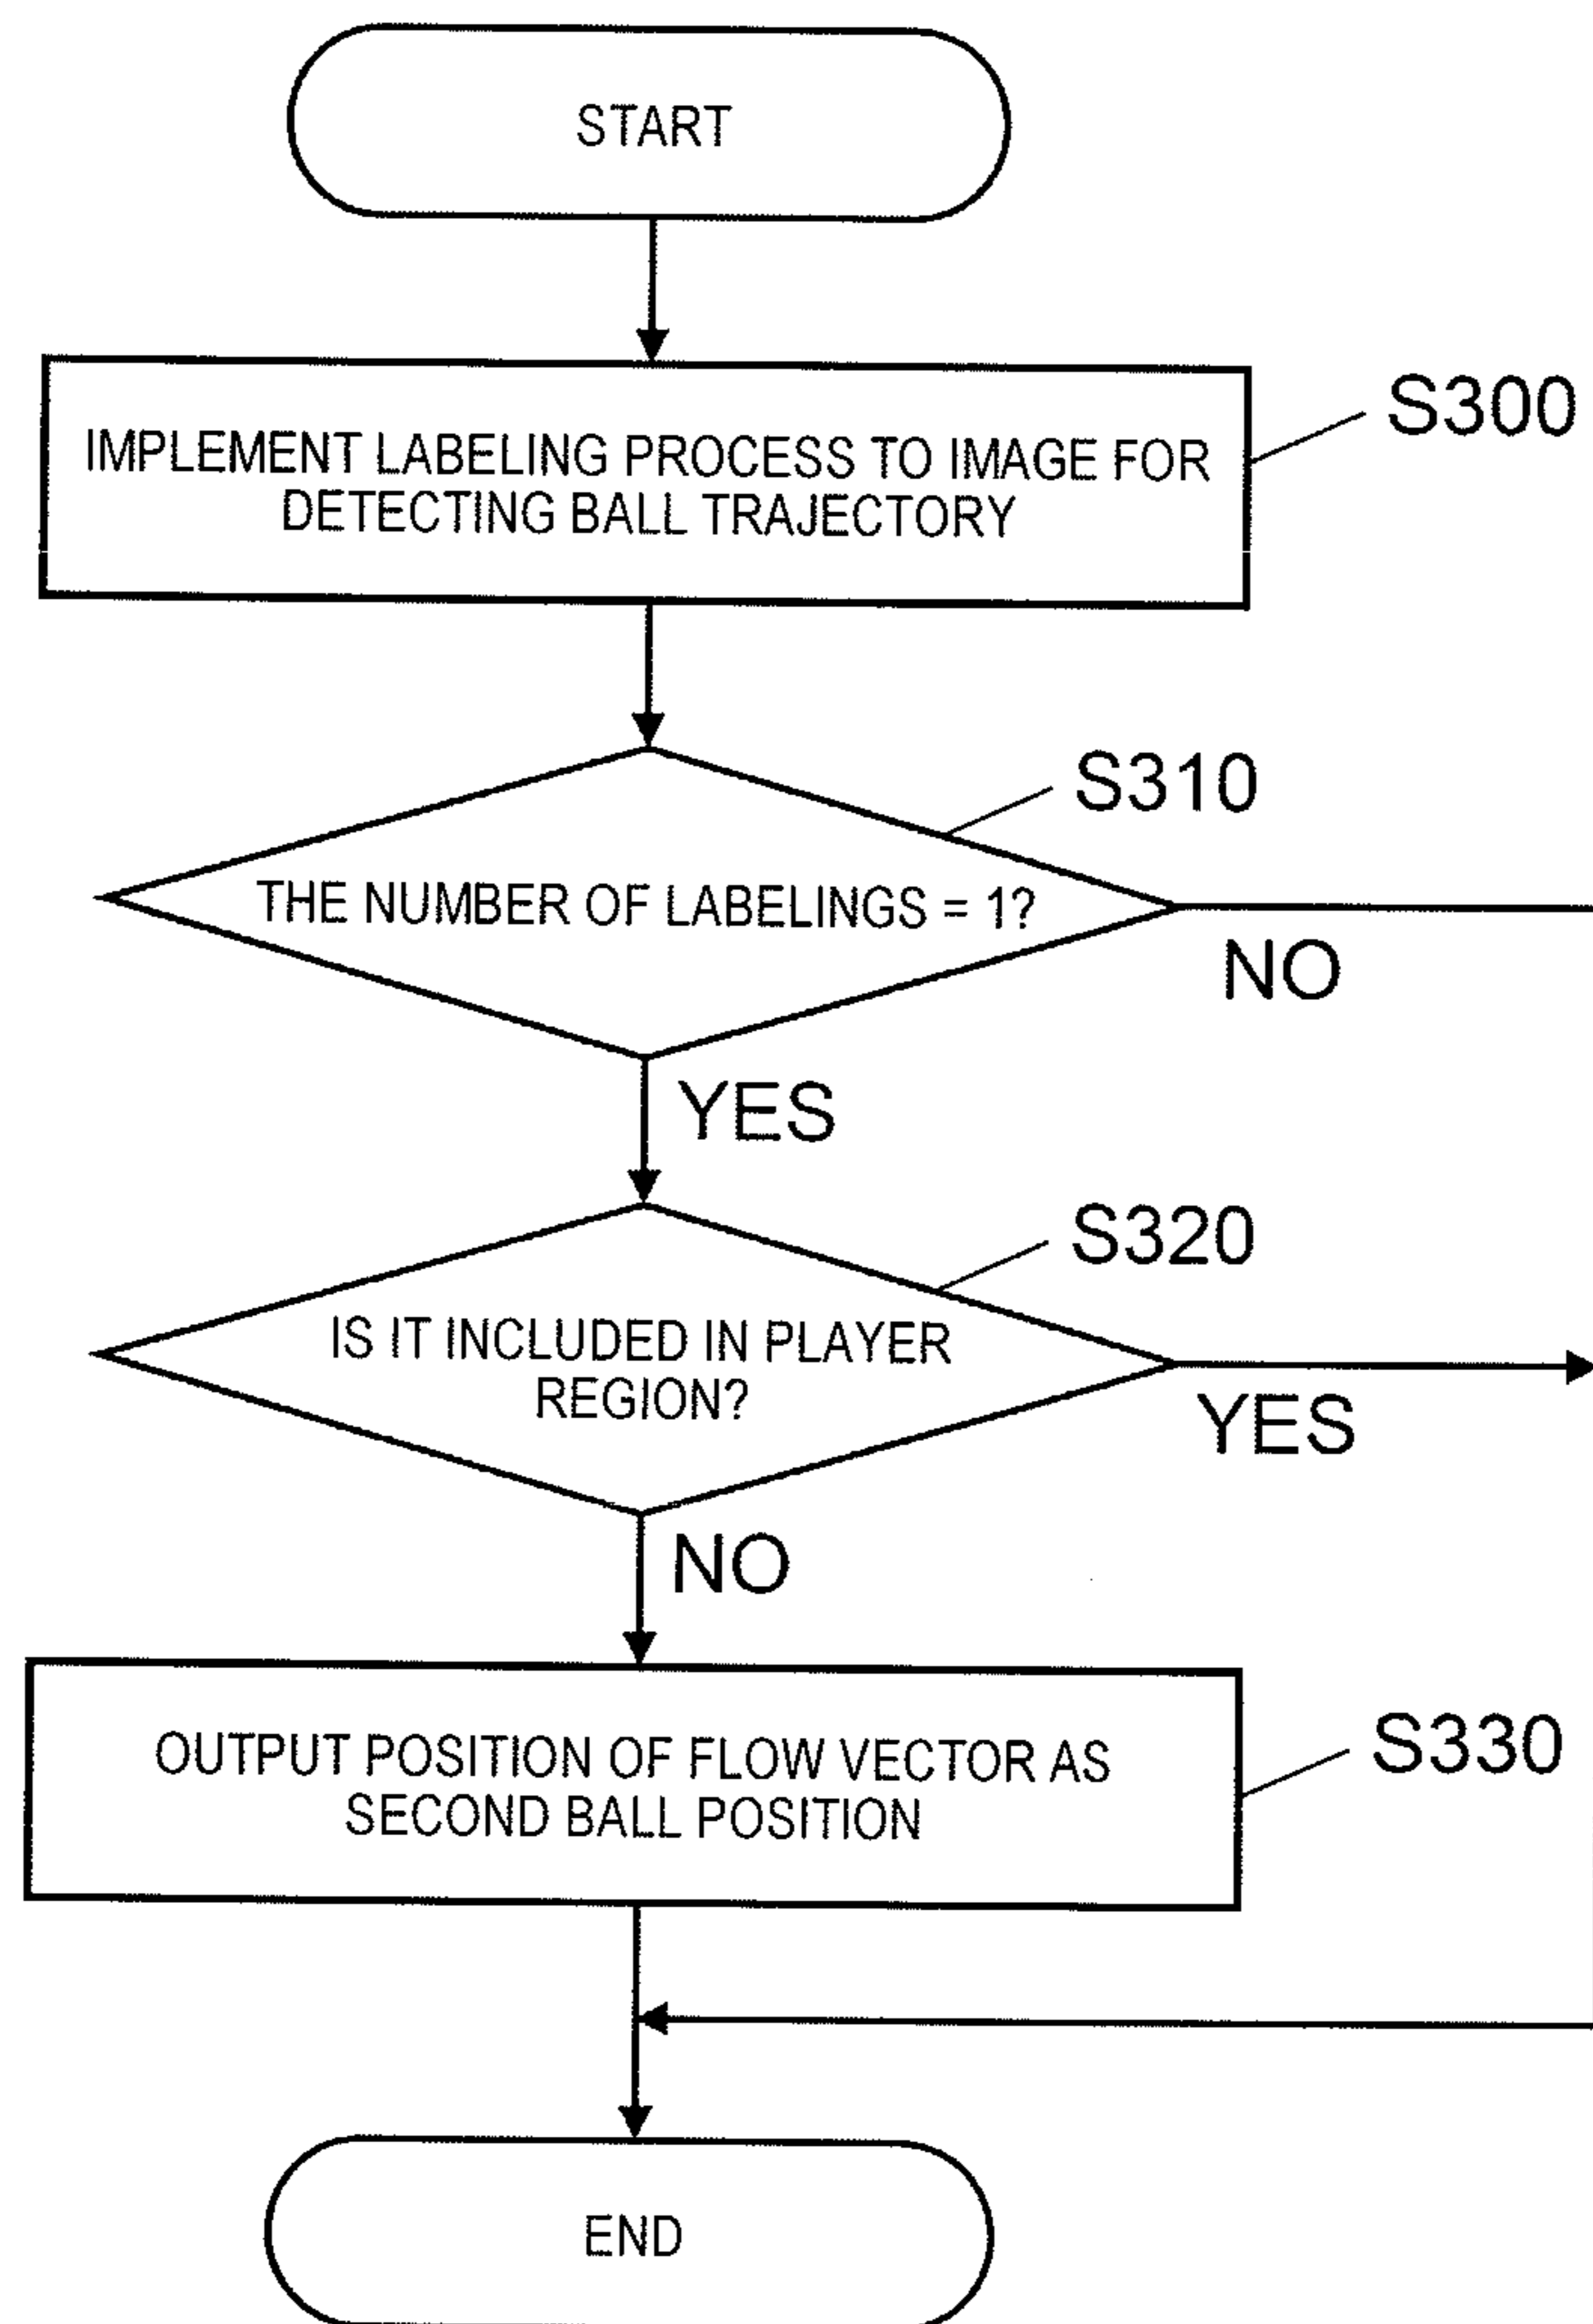 START
S300
IMPLEMENT LABELING PROCESS TO IMAGE FOR
DETECTING BALL TRAJECTORY
S310
THE NUMBER OF LABELINGS = 1?
NO
YES
S320
IS IT INCLUDED IN PLAYER
REGION?
YES
NO
S330
OUTPUT POSITION OF FLOW VECTOR AS
SECOND BALL POSITION
END